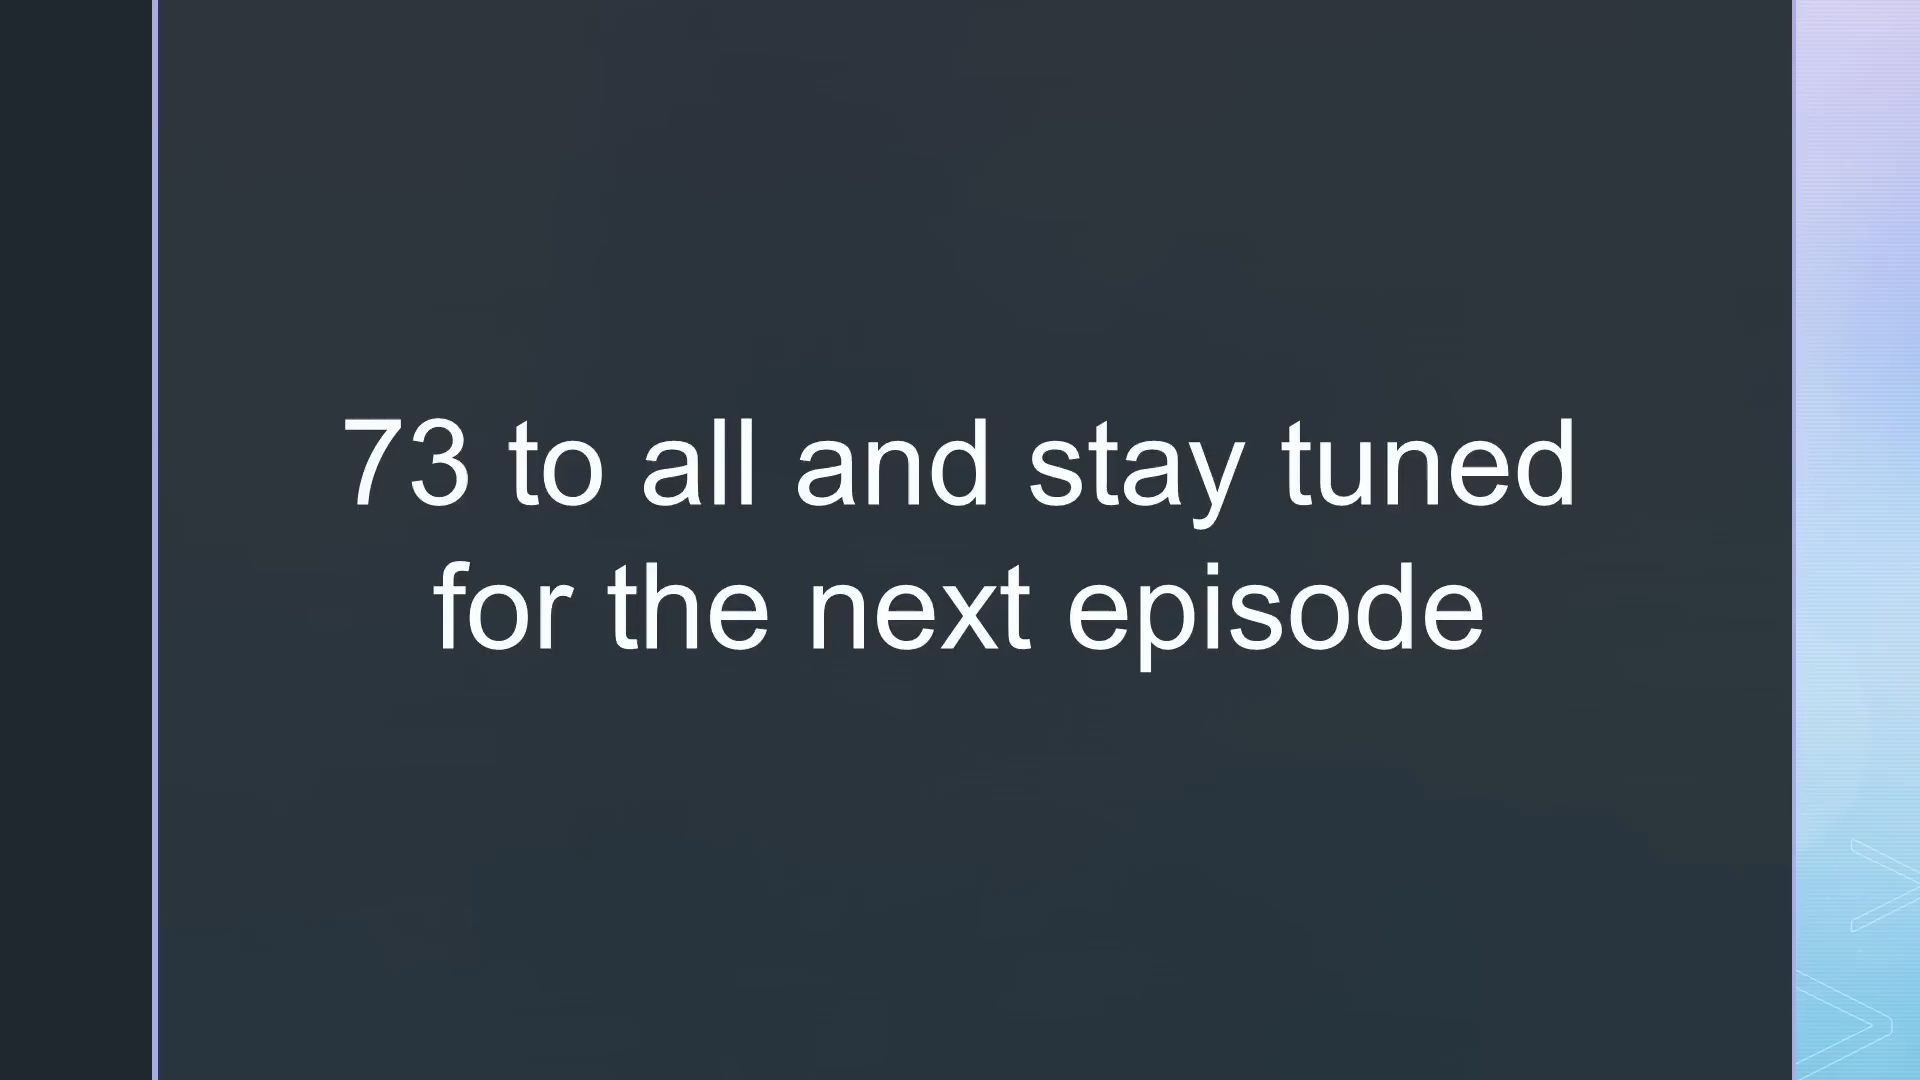 73 to all and stay tuned
for the next episode